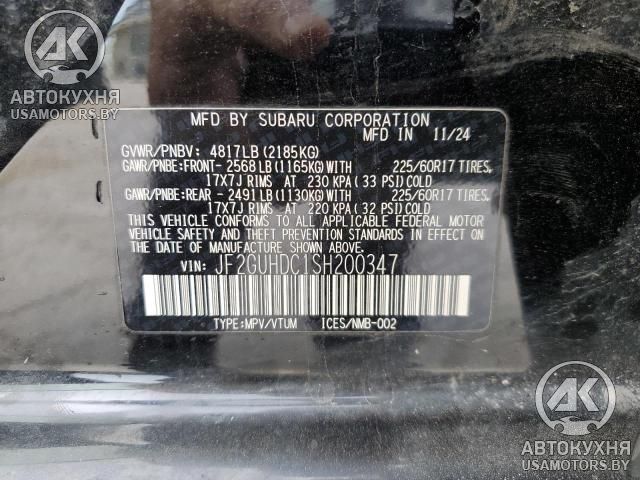 AK
АВТОКУХНЯ
USAMOTORS.BY
MFD BY SUBARU CORPORATION
MFD IN 11/24
GVWR/PNBV: 4817LB (2185KG)
GAWR/PNBE:FRONT- 2568LB (1165KG)WITH 225/60R17 TIRES,
17X7J RIMS AT 230 KPA (33 PSI)COLD
GAWR/PNBE:REAR - 2491LB (1130KG)WITH 225/60R17 TIRES,
17X7J RIMS AT 220 KPA (32 PSI)COLD
THIS VEHICLE CONFORMS TO ALL APPLICABLE FEDERAL MOTOR
VEHICLE SAFETY AND THEFT PREVENTION STANDARDS IN EFFECT
ON THE DATE OF MANUFACTURE SHOWN ABOVE.
VIN: JF2GUHDC1SH200347
TYPE:MPV/VTUM ICES/NMB-002
AK
АВТОКУХНЯ
USAMOTORS.BY